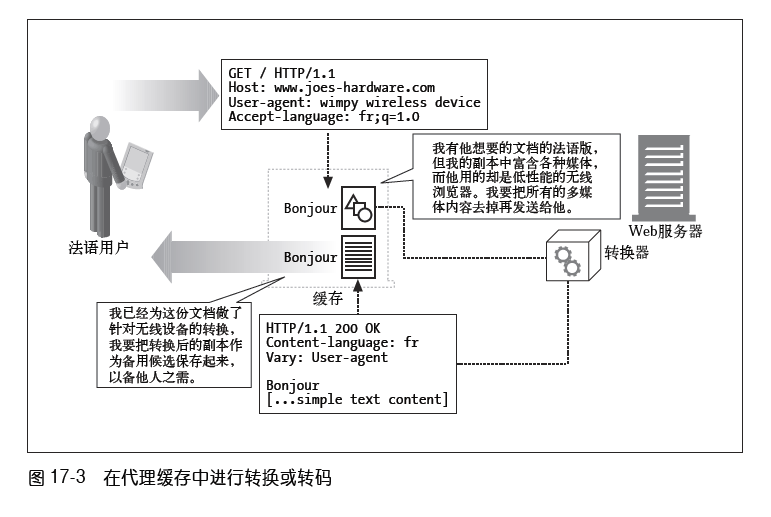 GET / HTTP/1.1
Host: www.joes-hardware.com
User-agent: wimpy wireless device
Accept-language: fr;q=1.0
我有他想要的文档的法语版，
但我的副本中富含各种媒体，
而他用的却是低性能的无线
浏览器。我要把所有的多媒
体内容去掉再发送给他。
Bonjour
Web服务器
法语用户
Bonjour
转换器
缓存
我已经为这份文档做了
针对无线设备的转换，
我要把转换后的副本作
为备用候选保存起来，
以备他人之需。
HTTP/1.1 200 OK
Content-language: fr
Vary: User-agent
Bonjour
[...simple text content]
图 17-3 在代理缓存中进行转换或转码